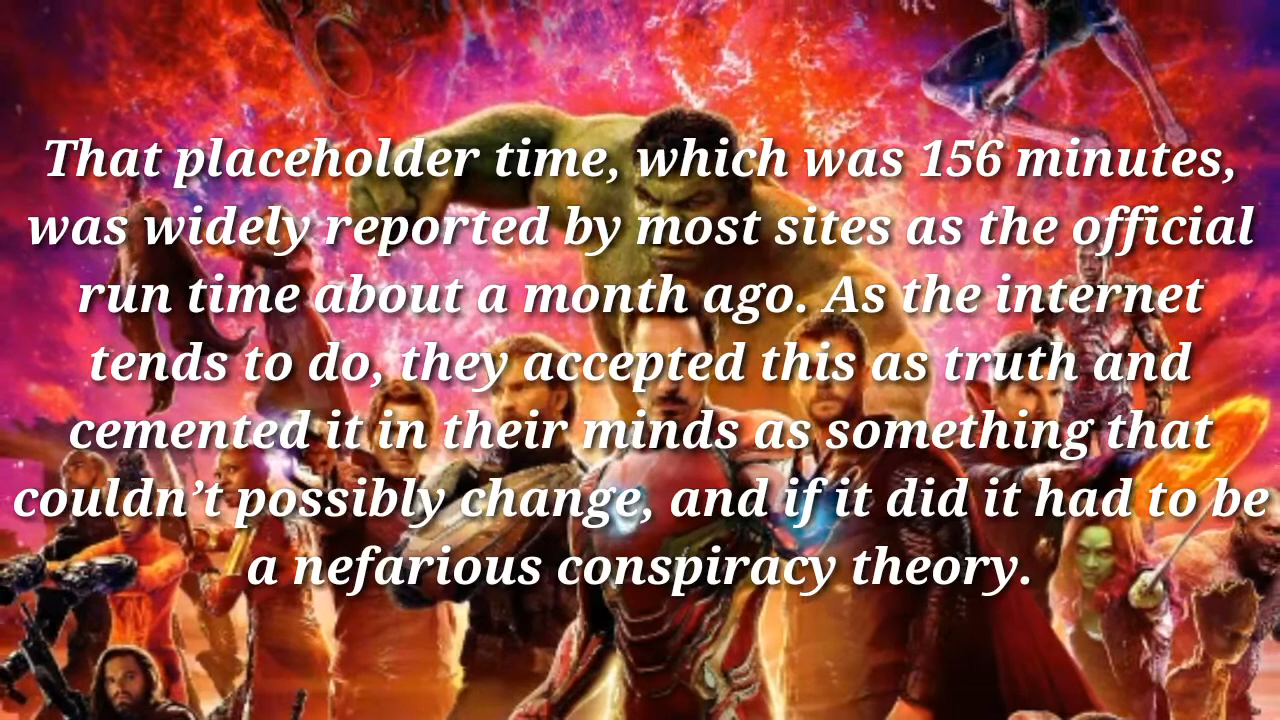 That placeholder time, which was 156 minutes,
was widely reported by most sites as the official
run time about a month ago. As the internet
tends to do, they accepted this as truth and
cemented it in their minds as something that
couldn’t possibly change, and if it did it had to be
a nefarious conspiracy theory.